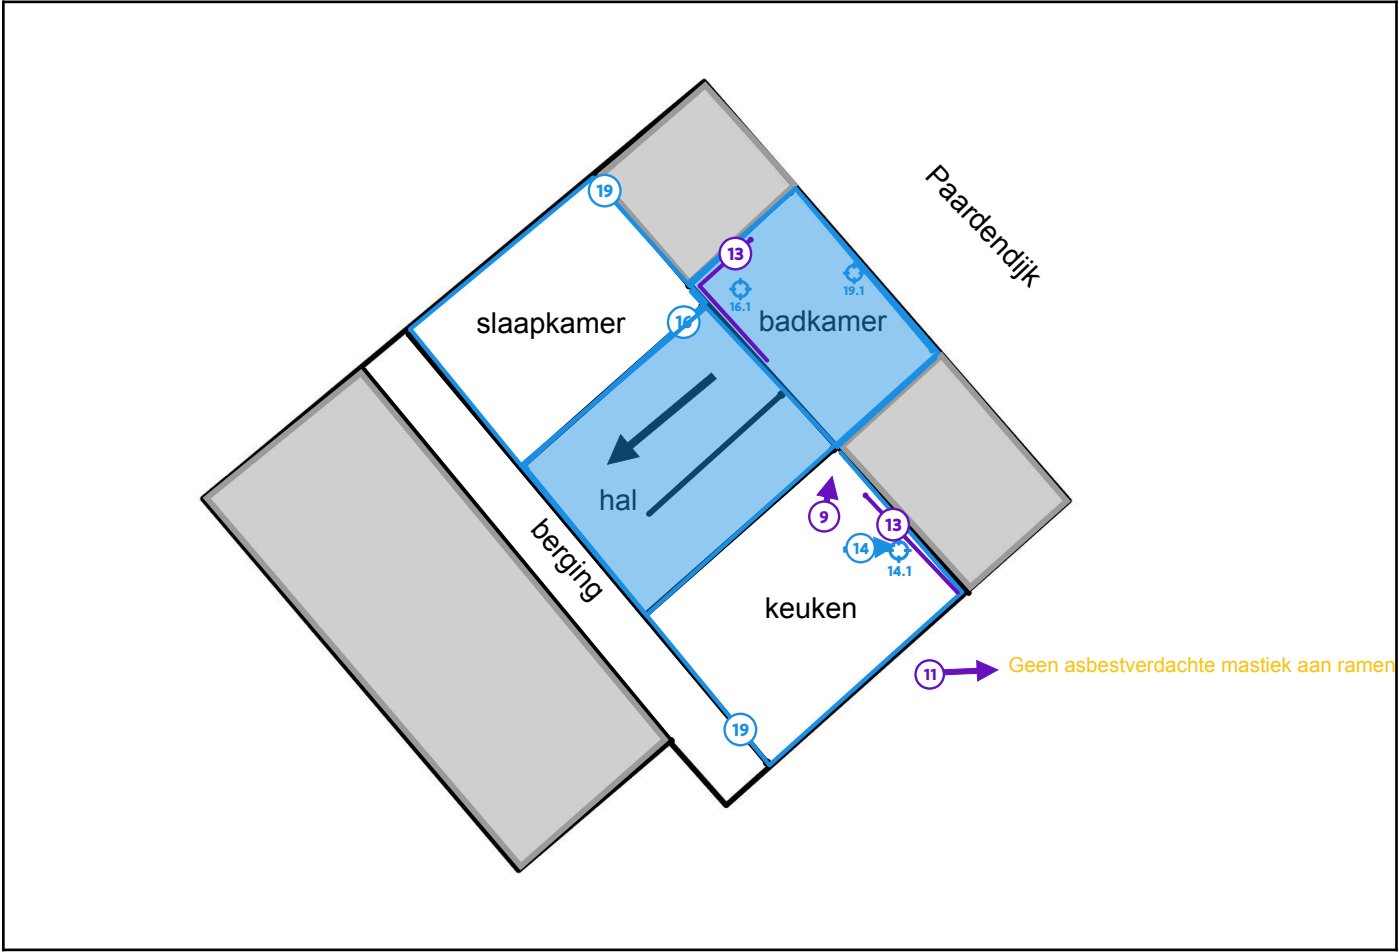 Paardendijk
19
13
16.1
19.1
16
slaapkamer
badkamer
hal
9
13
14
14.1
berging
keuken
11
Geen asbestverdachte mastiek aan ramen
19